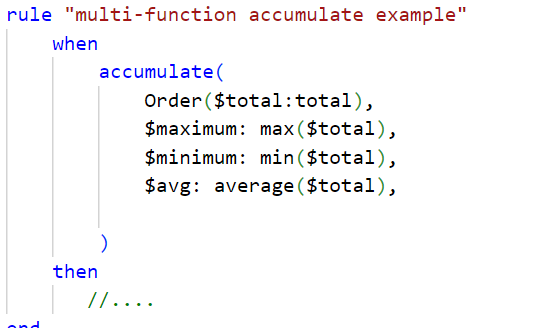 rule "multi-function accumulate example"
when
accumulate(
Order($total:total),
$maximum: max($total),
$minimum: min($total),
$avg: average($total),
)
then
//....
end